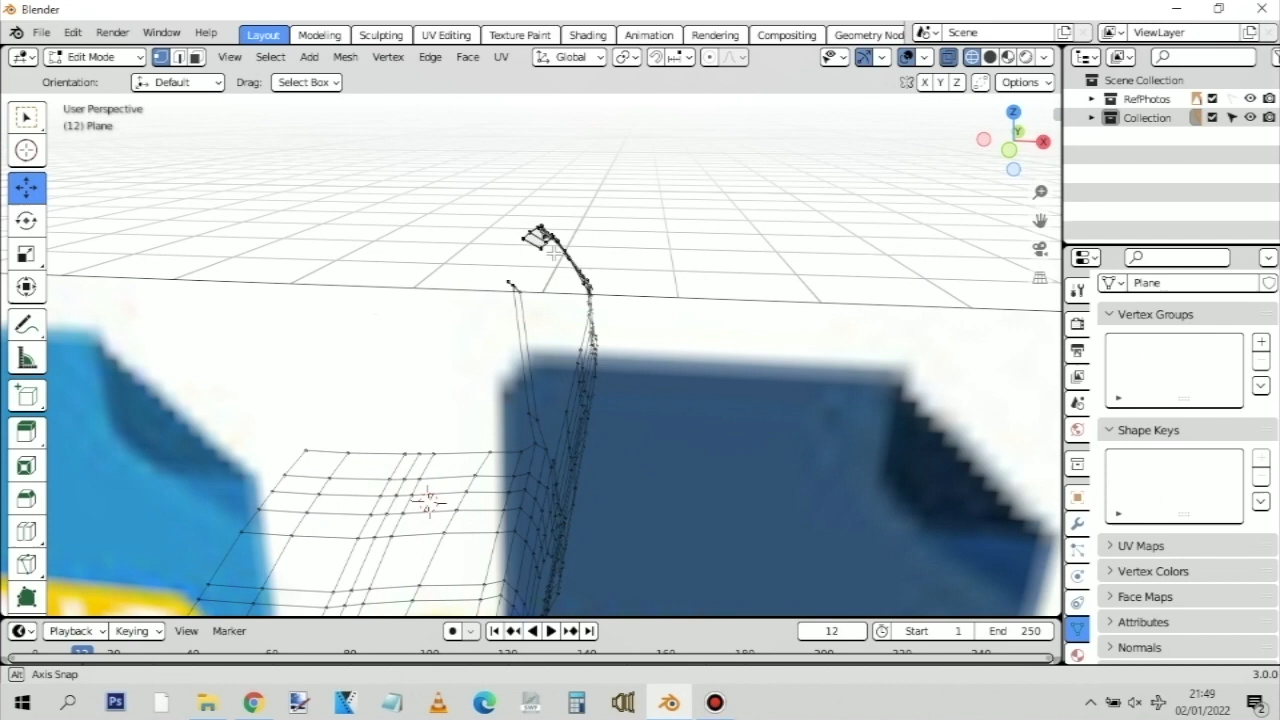 Blender
File Edit Render Window Help Layout Modeling Sculpting UV Editing Texture Paint Shading Animation Rendering Compositing Geometry Nod Scene ViewLayer
Edit Mode View Select Add Mesh Vertex Edge Face UV Global
Orientation: Default Drag: Select Box X Y Z Options
User Perspective
(12) Plane
Z
Y
X
Scene Collection
RefPhotos
Collection
Plane
Vertex Groups
Shape Keys
UV Maps
Vertex Colors
Face Maps
Attributes
Normals
Playback Keying View Marker 12 Start 1 End 250
Alt Axis Snap 3.0.0
Ps
21:49
02/01/2022
2